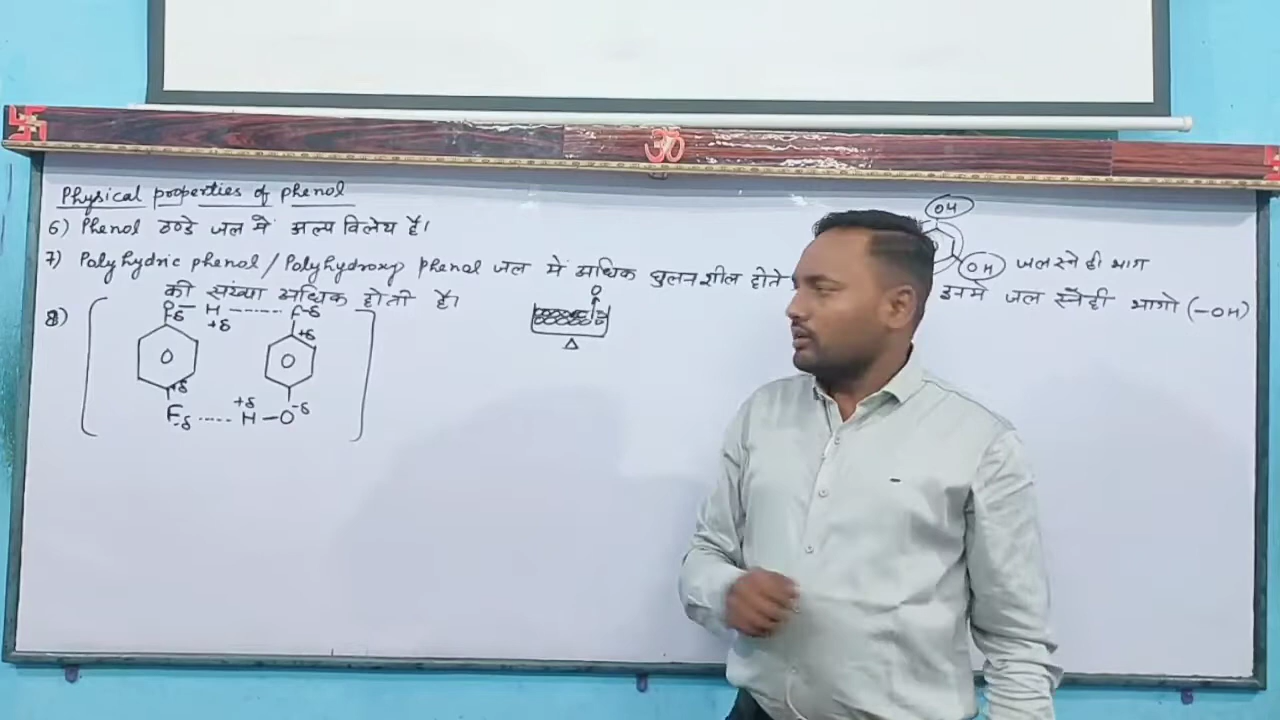 ॐ
Physical properties of phenol
6) Phenol ठण्डे जल में अल्प विलेय है।
OH
7) Polyhydric phenol / Polyhydroxy phenol जल में अधिक घुलनशील होते
OH जल स्नेही भाग
इनमे जल स्नेही भागो (-OH)
की संख्या अधिक होती है।
8) O-δ — H ------ F-δ
+δ +δ
+δ +δ -δ
F-δ ----- H — O
Δ